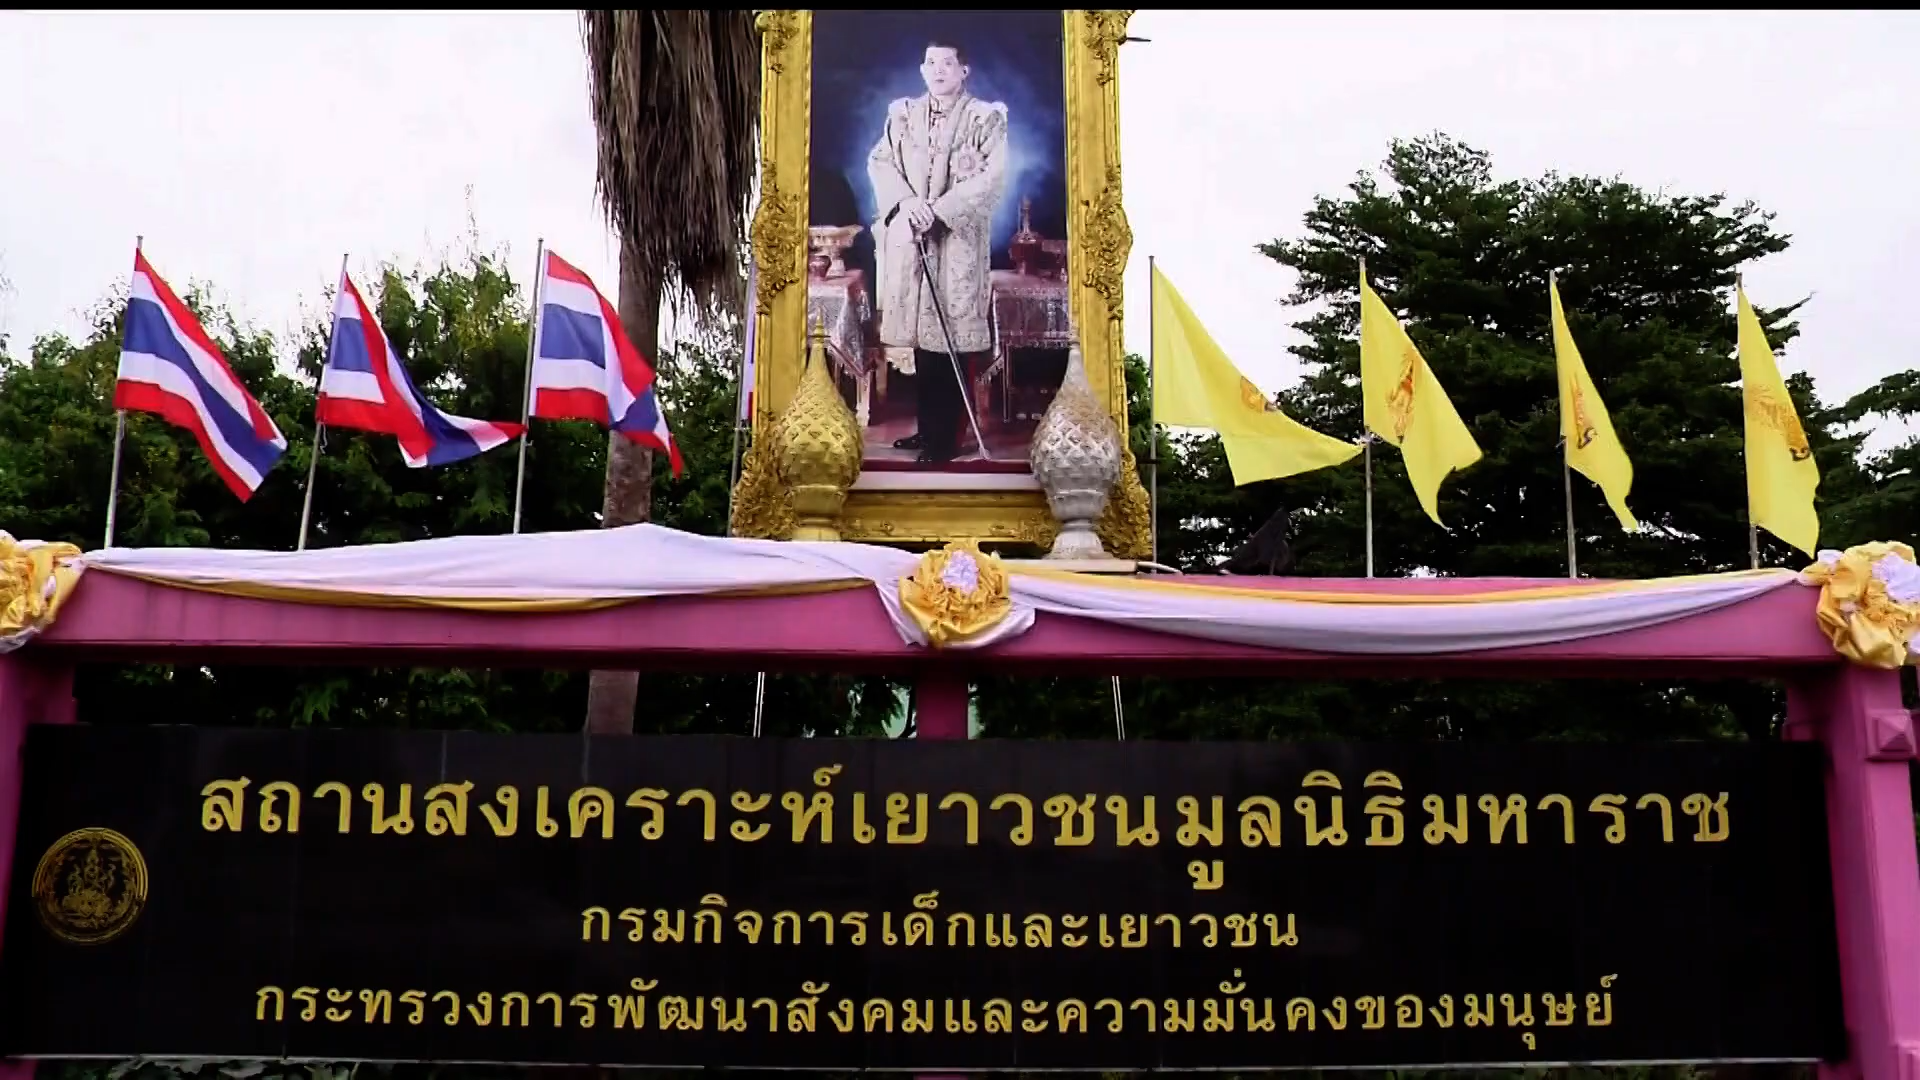 สถานสงเคราะห์เยาวชนมูลนิธิมหาราช
กรมกิจการเด็กและเยาวชน
กระทรวงการพัฒนาสังคมและความมั่นคงของมนุษย์